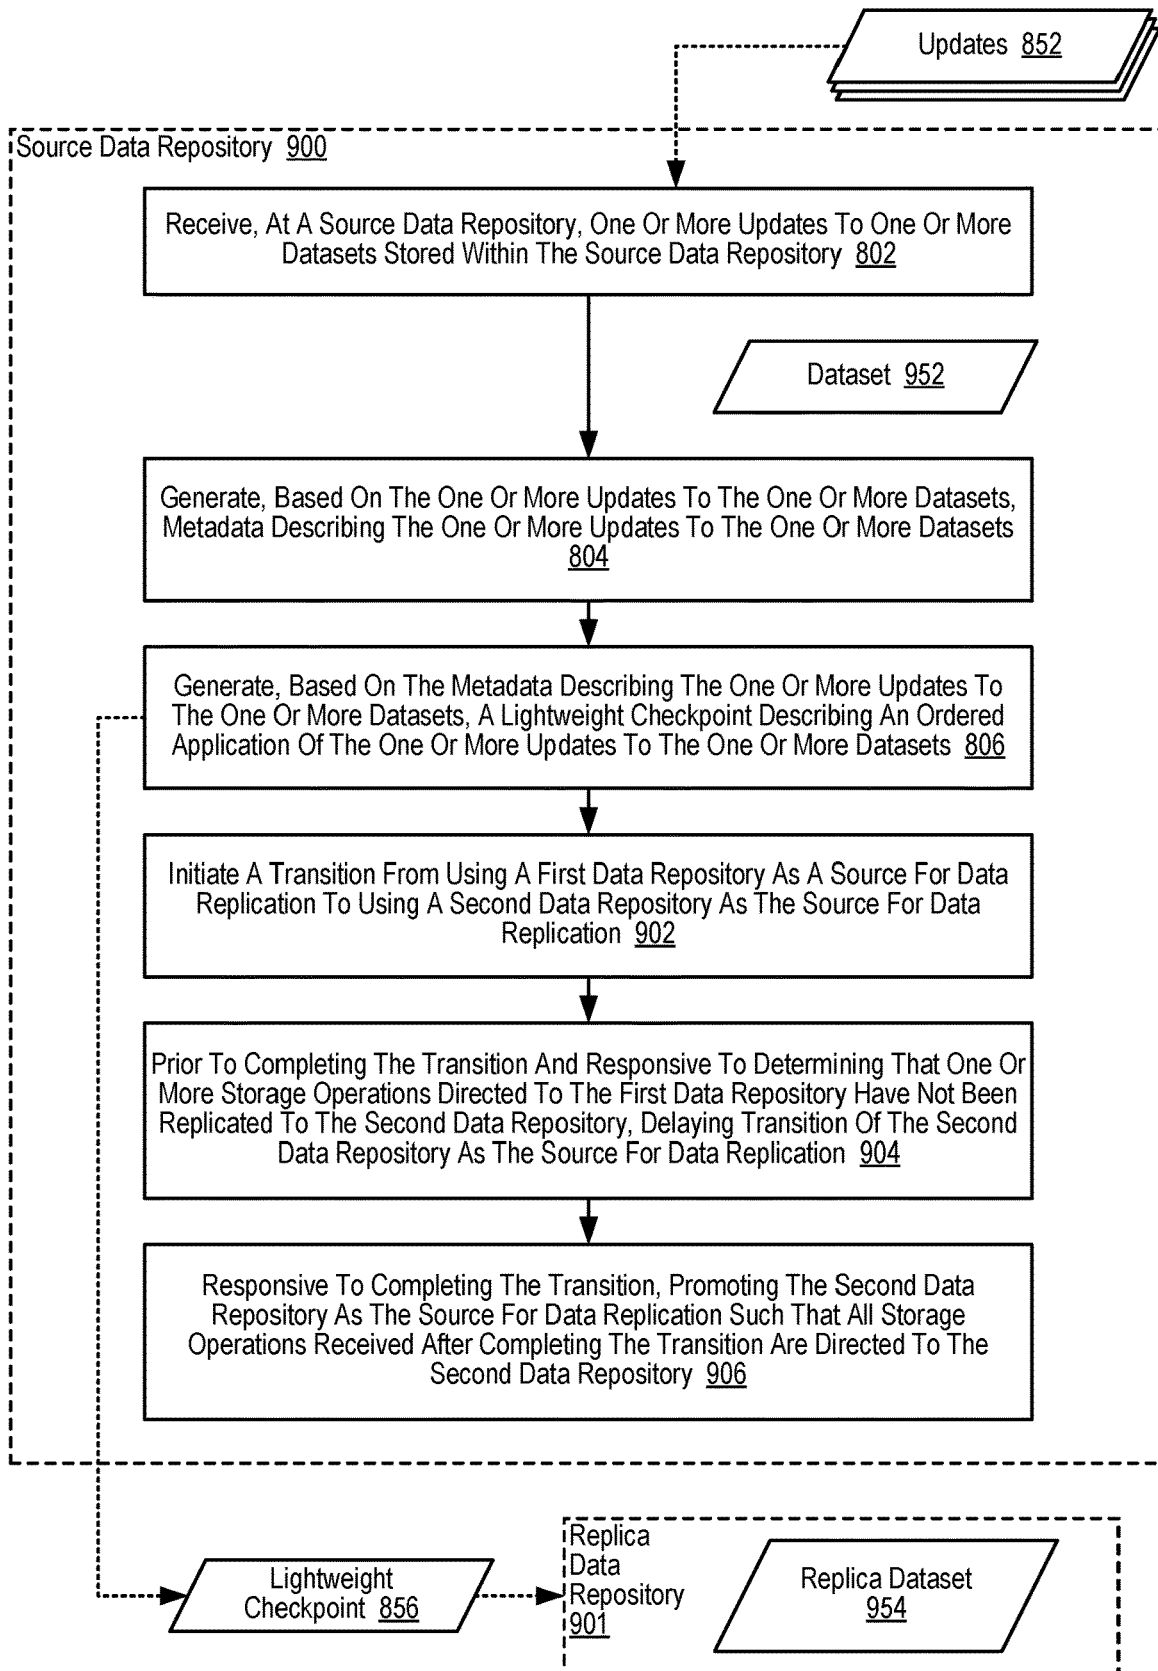 Updates 852
Source Data Repository 900
Receive, At A Source Data Repository, One Or More Updates To One Or More
Datasets Stored Within The Source Data Repository 802
Dataset 952
Generate, Based On The One Or More Updates To The One Or More Datasets,
Metadata Describing The One Or More Updates To The One Or More Datasets
804
Generate, Based On The Metadata Describing The One Or More Updates To
The One Or More Datasets, A Lightweight Checkpoint Describing An Ordered
Application Of The One Or More Updates To The One Or More Datasets 806
Initiate A Transition From Using A First Data Repository As A Source For Data
Replication To Using A Second Data Repository As The Source For Data
Replication 902
Prior To Completing The Transition And Responsive To Determining That One Or
More Storage Operations Directed To The First Data Repository Have Not Been
Replicated To The Second Data Repository, Delaying Transition Of The Second
Data Repository As The Source For Data Replication 904
Responsive To Completing The Transition, Promoting The Second Data
Repository As The Source For Data Replication Such That All Storage
Operations Received After Completing The Transition Are Directed To The
Second Data Repository 906
Lightweight
Checkpoint 856
Replica
Data
Repository
901
Replica Dataset
954